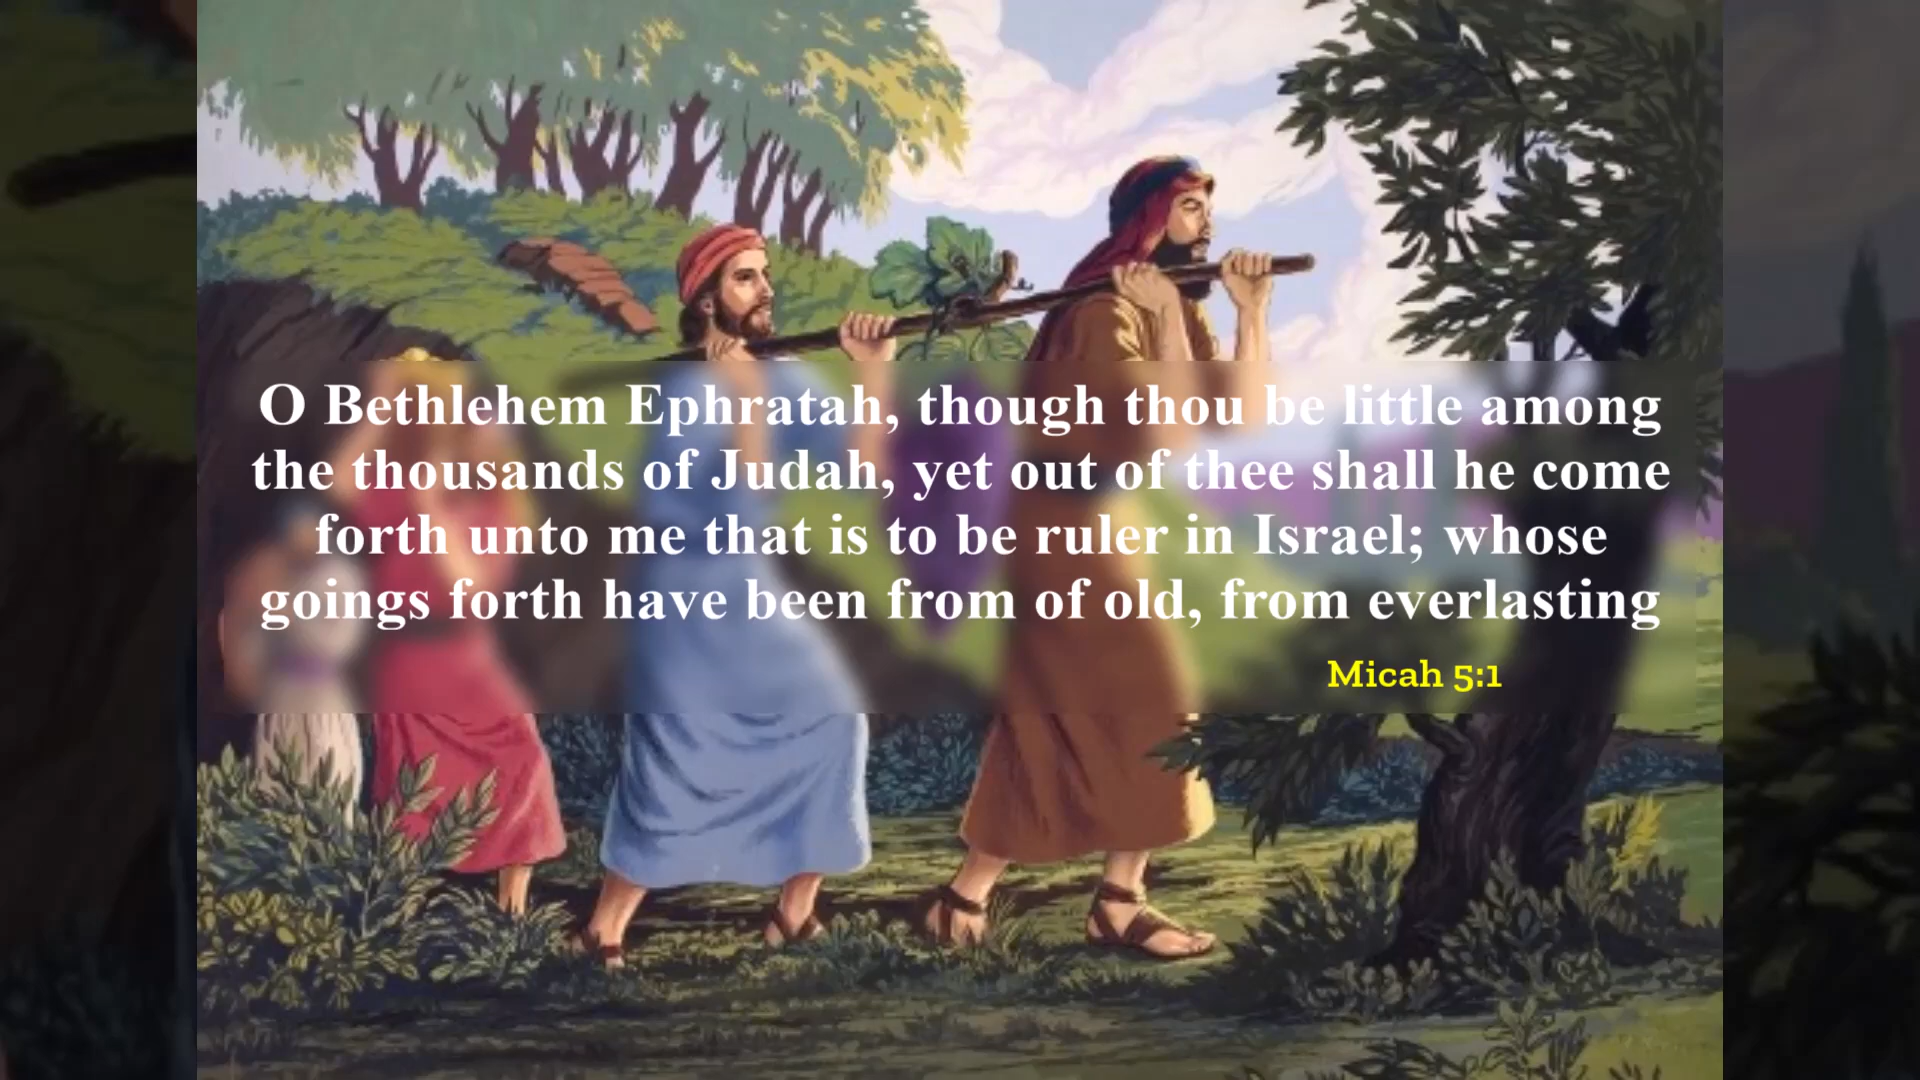 O Bethlehem Ephratah, though thou be little among
the thousands of Judah, yet out of thee shall he come
forth unto me that is to be ruler in Israel; whose
goings forth have been from of old, from everlasting
Micah 5:1